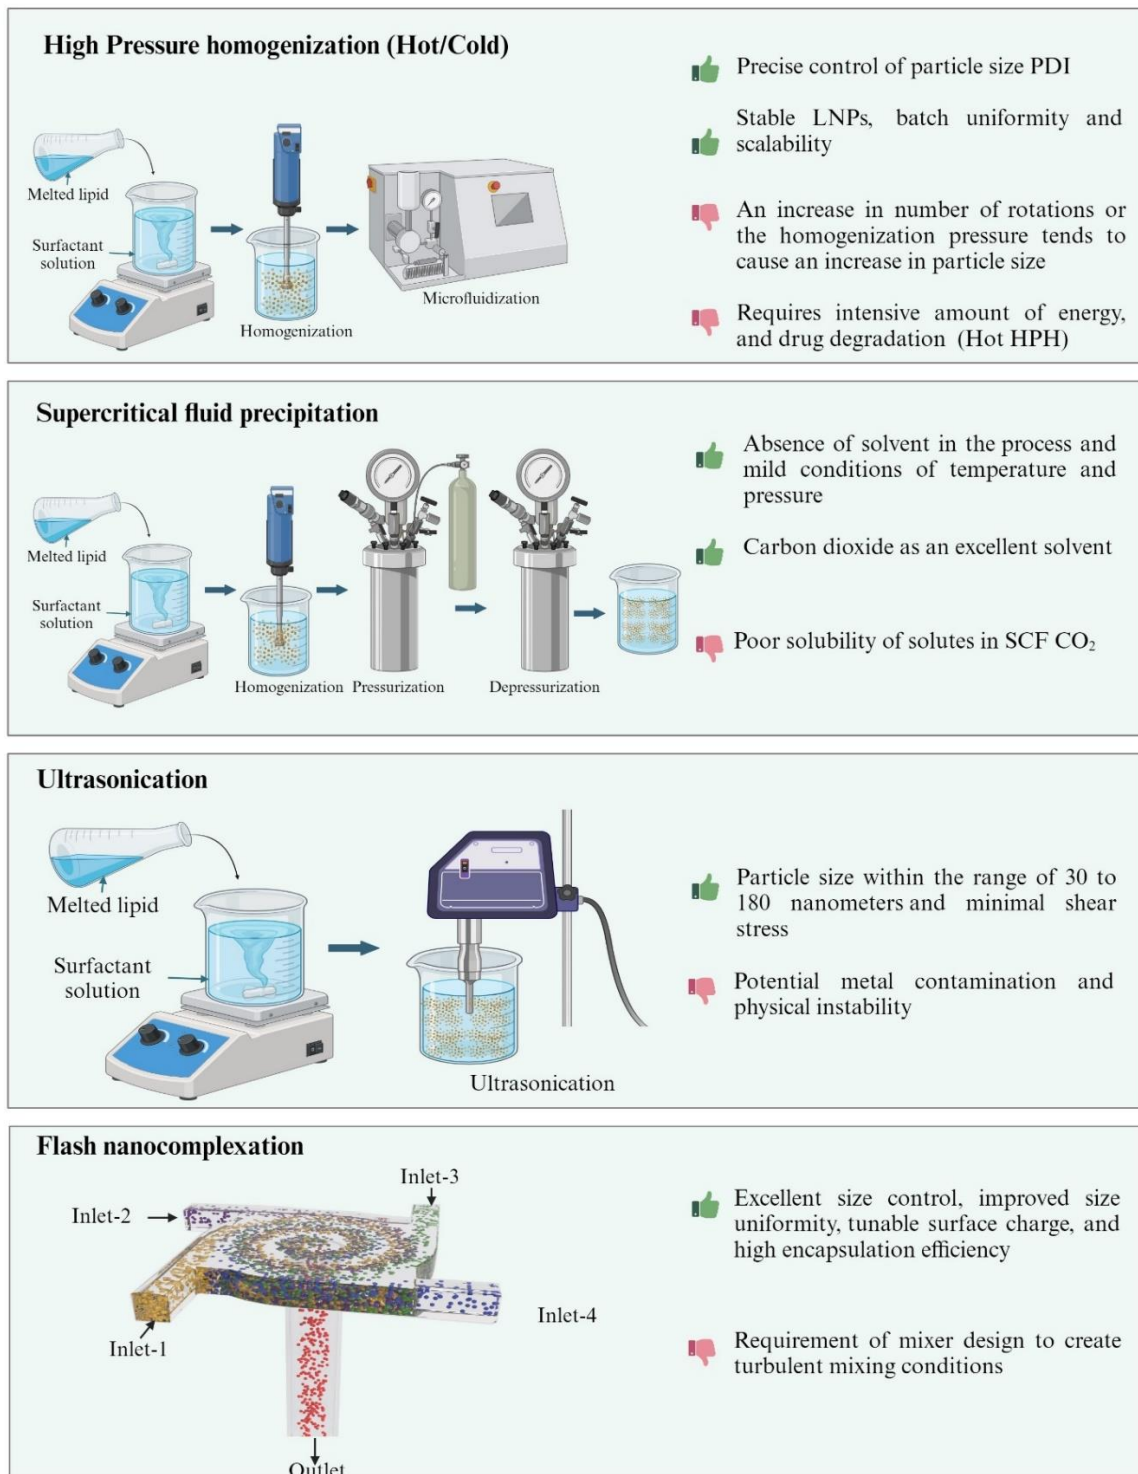 High Pressure homogenization (Hot/Cold)
Melted lipid
Surfactant
solution
Homogenization
Microfluidization
Precise control of particle size PDI
Stable LNPs, batch uniformity and
scalability
An increase in number of rotations or
the homogenization pressure tends to
cause an increase in particle size
Requires intensive amount of energy,
and drug degradation (Hot HPH)
Supercritical fluid precipitation
Melted lipid
Surfactant
solution
Homogenization
Pressurization
Depressurization
Absence of solvent in the process and
mild conditions of temperature and
pressure
Carbon dioxide as an excellent solvent
Poor solubility of solutes in SCF CO₂
Ultrasonication
Melted lipid
Surfactant
solution
Ultrasonication
Particle size within the range of 30 to
180 nanometers and minimal shear
stress
Potential metal contamination and
physical instability
Flash nanocomplexation
Inlet-3
Inlet-2
Inlet-4
Inlet-1
Outlet
Excellent size control, improved size
uniformity, tunable surface charge, and
high encapsulation efficiency
Requirement of mixer design to create
turbulent mixing conditions